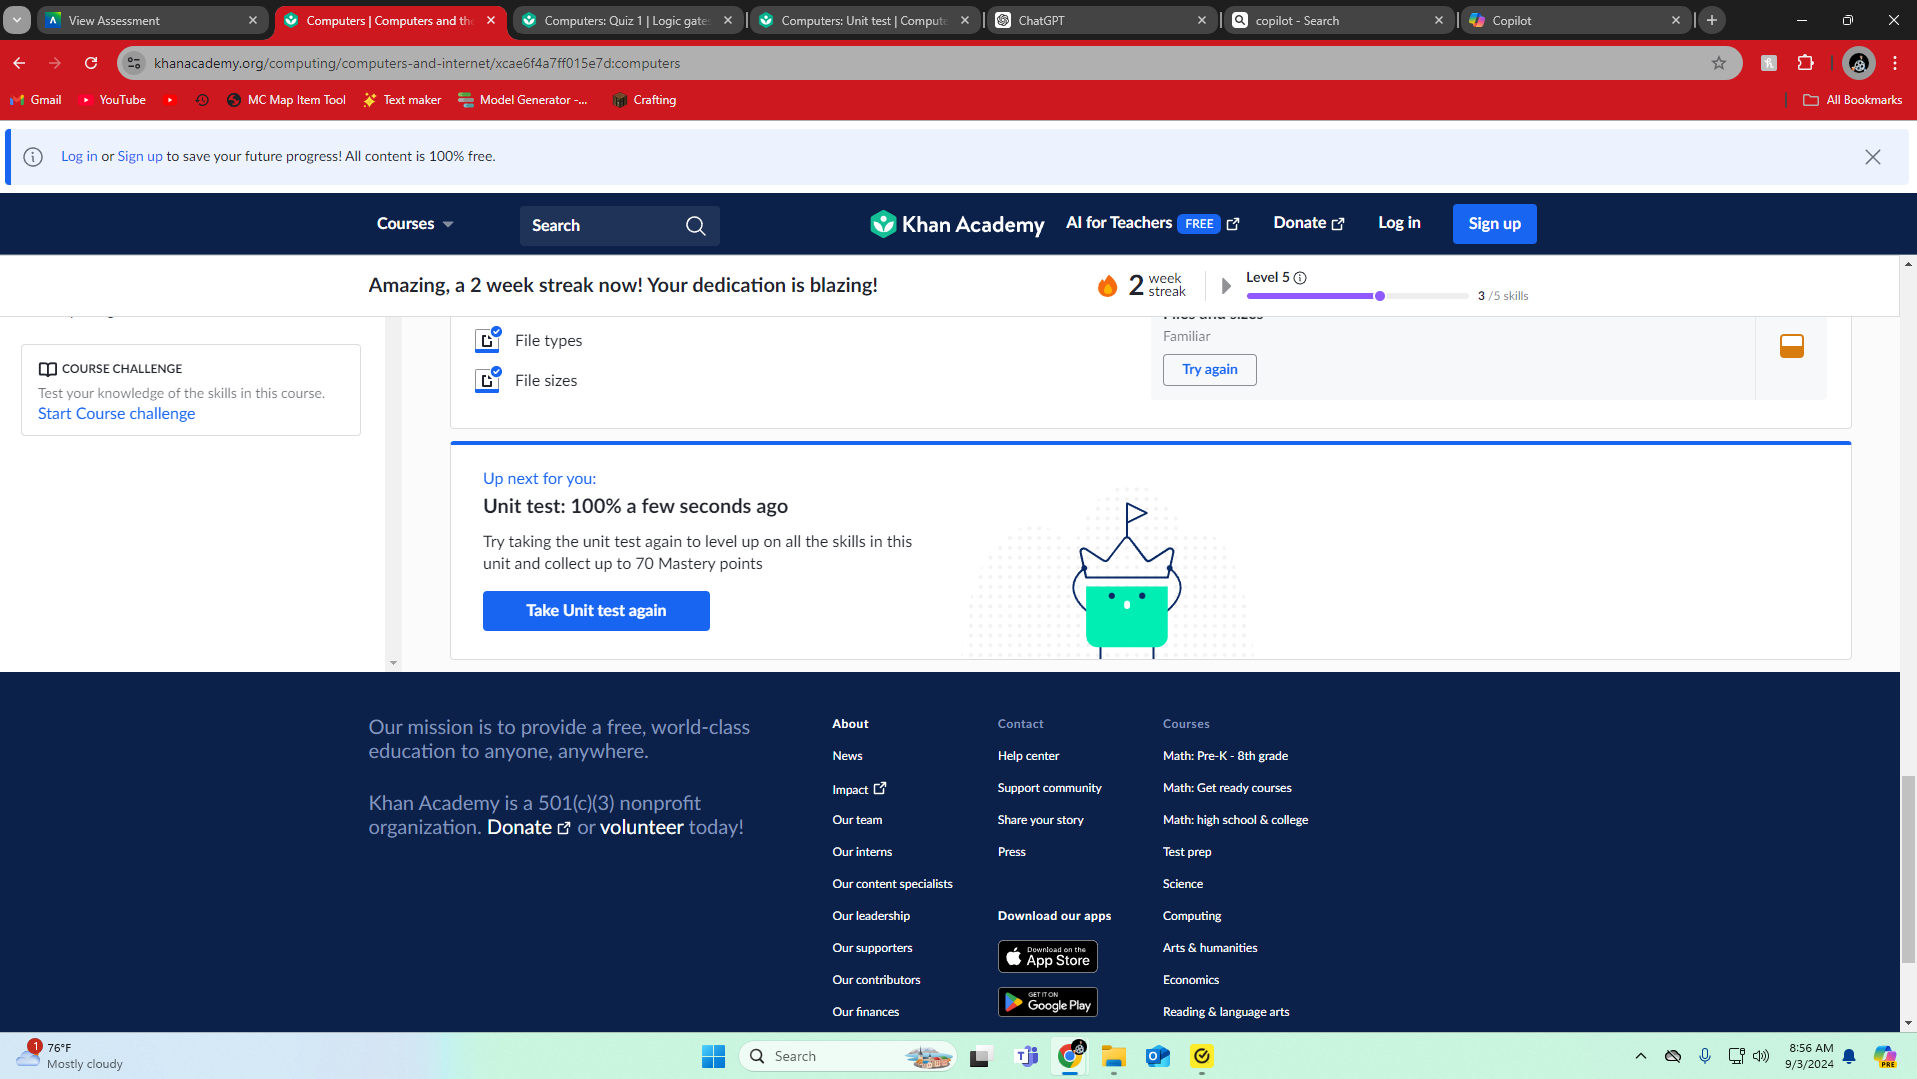 View Assessment
Computers | Computers and the
Computers: Quiz 1 | Logic gates
Computers: Unit test | Compute
ChatGPT
copilot - Search
Copilot
khanacademy.org/computing/computers-and-internet/xcae6f4a7ff015e7d:computers
Gmail
YouTube
MC Map Item Tool
Text maker
Model Generator -...
Crafting
All Bookmarks
Log in or Sign up to save your future progress! All content is 100% free.
Courses
Search
Khan Academy
AI for Teachers FREE
Donate
Log in
Sign up
Amazing, a 2 week streak now! Your dedication is blazing!
2 week streak
Level 5
3 /5 skills
File types
File sizes
Files and sizes
Familiar
Try again
COURSE CHALLENGE
Test your knowledge of the skills in this course.
Start Course challenge
Up next for you:
Unit test: 100% a few seconds ago
Try taking the unit test again to level up on all the skills in this
unit and collect up to 70 Mastery points
Take Unit test again
Our mission is to provide a free, world-class
education to anyone, anywhere.
Khan Academy is a 501(c)(3) nonprofit
organization. Donate or volunteer today!
About
News
Impact
Our team
Our interns
Our content specialists
Our leadership
Our supporters
Our contributors
Our finances
Contact
Help center
Support community
Share your story
Press
Download our apps
Download on the
App Store
GET IT ON
Google Play
Courses
Math: Pre-K - 8th grade
Math: Get ready courses
Math: high school & college
Test prep
Science
Computing
Arts & humanities
Economics
Reading & language arts
1
76°F
Mostly cloudy
Search
8:56 AM
9/3/2024
PRE